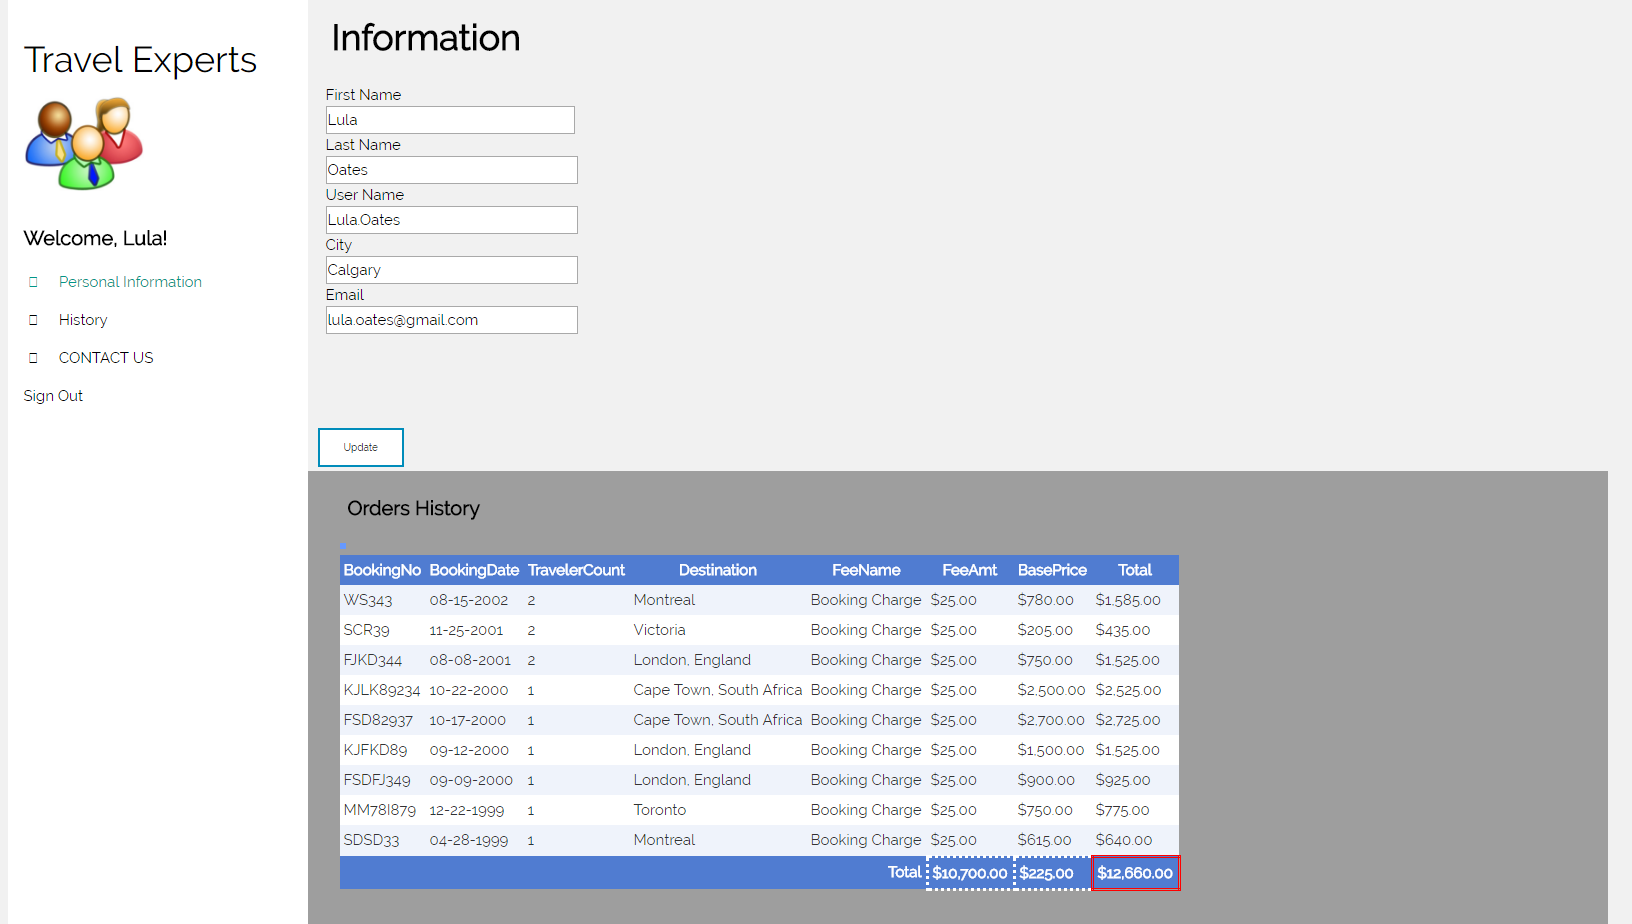 Travel Experts
Welcome, Lula!
Personal Information
History
CONTACT US
Sign Out
Information
First Name
Lula
Last Name
Oates
User Name
Lula.Oates
City
Calgary
Email
lula.oates@gmail.com
Update
Orders History
BookingNo BookingDate TravelerCount Destination FeeName FeeAmt BasePrice Total
WS343 08-15-2002 2 Montreal Booking Charge $25.00 $780.00 $1,585.00
SCR39 11-25-2001 2 Victoria Booking Charge $25.00 $205.00 $435.00
FJKD344 08-08-2001 2 London, England Booking Charge $25.00 $750.00 $1,525.00
KJLK89234 10-22-2000 1 Cape Town, South Africa Booking Charge $25.00 $2,500.00 $2,525.00
FSD82937 10-17-2000 1 Cape Town, South Africa Booking Charge $25.00 $2,700.00 $2,725.00
KJFKD89 09-12-2000 1 London, England Booking Charge $25.00 $1,500.00 $1,525.00
FSDFJ349 09-09-2000 1 London, England Booking Charge $25.00 $900.00 $925.00
MM78I879 12-22-1999 1 Toronto Booking Charge $25.00 $750.00 $775.00
SDSD33 04-28-1999 1 Montreal Booking Charge $25.00 $615.00 $640.00
Total $10,700.00 $225.00 $12,660.00